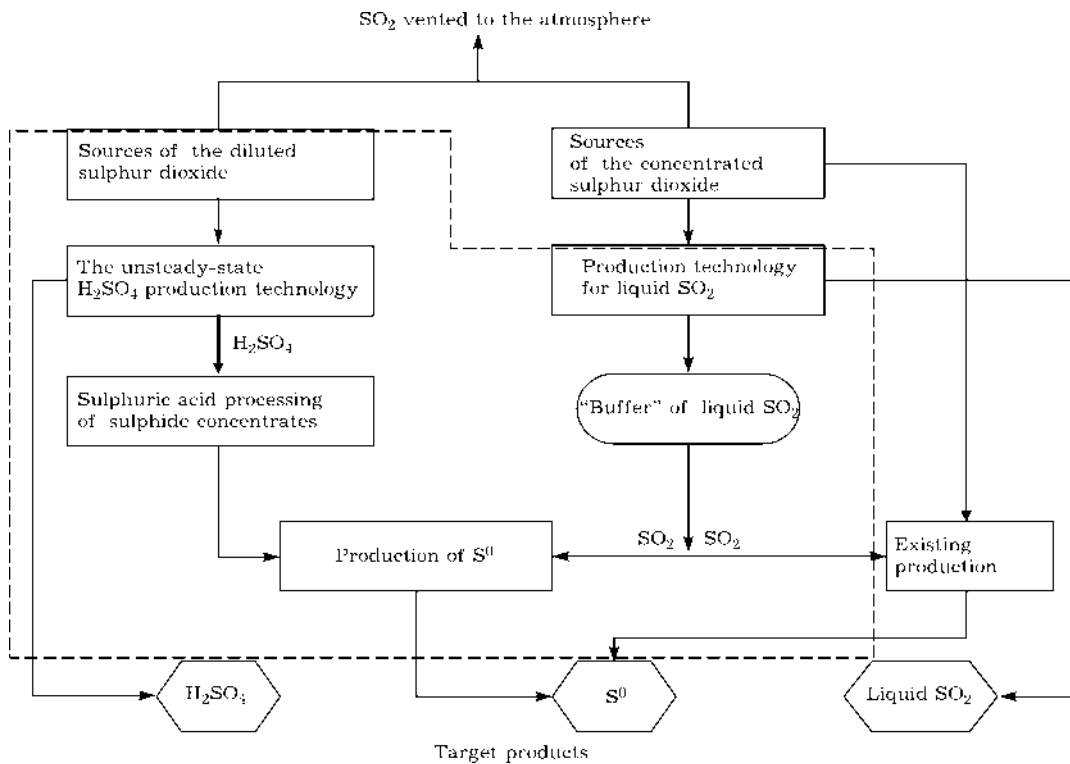 SO₂ vented to the atmosphere
Sources of the diluted
sulphur dioxide
Sources
of the concentrated
sulphur dioxide
The unsteady-state
H₂SO₄ production technology
Production technology
for liquid SO₂
H₂SO₄
Sulphuric acid processing
of sulphide concentrates
“Buffer” of liquid SO₂
SO₂ SO₂
Production of S⁰
Existing
production
H₂SO₄
S⁰
Liquid SO₂
Target products